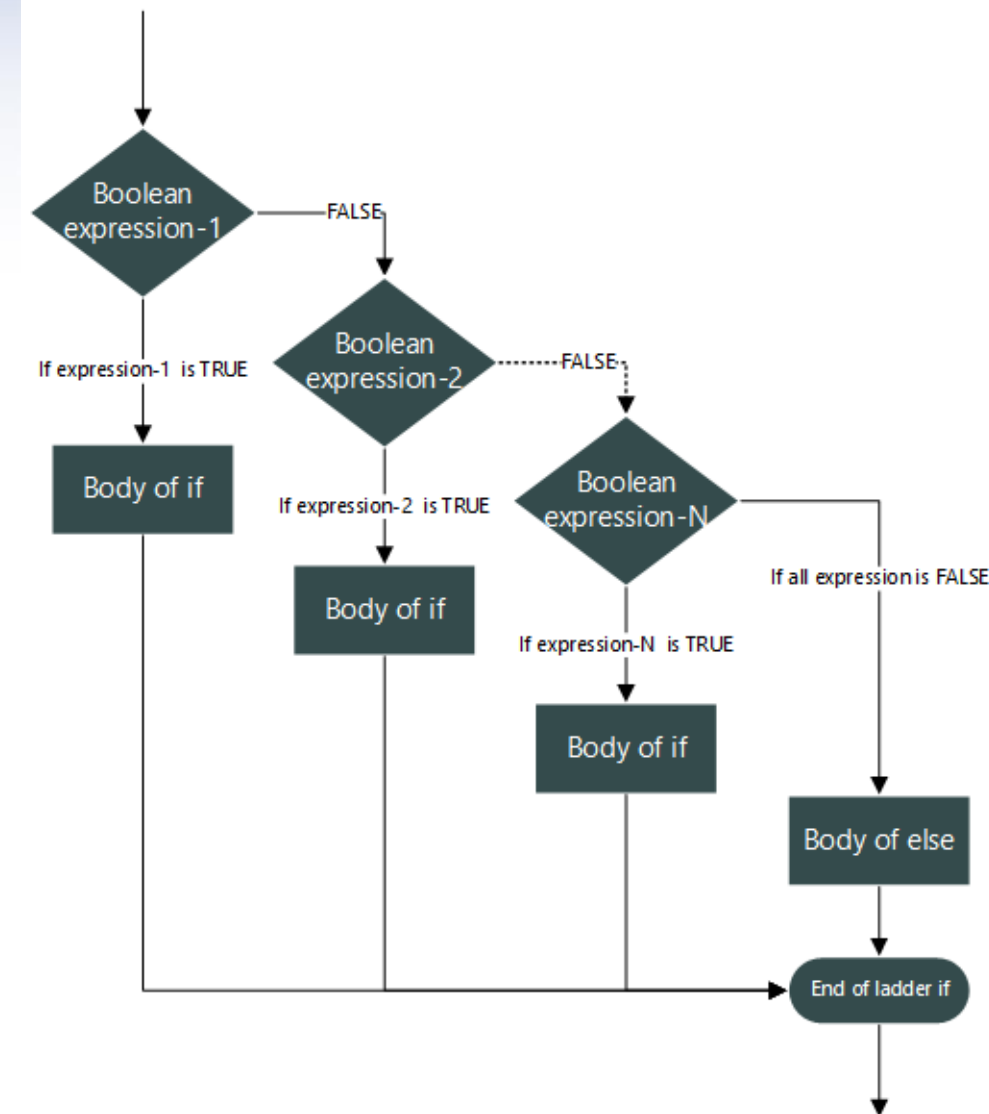 Boolean
expression-1
FALSE
If expression-1 is TRUE
Body of if
Boolean
expression-2
FALSE
If expression-2 is TRUE
Body of if
Boolean
expression-N
If all expression is FALSE
If expression-N is TRUE
Body of if
Body of else
End of ladder if